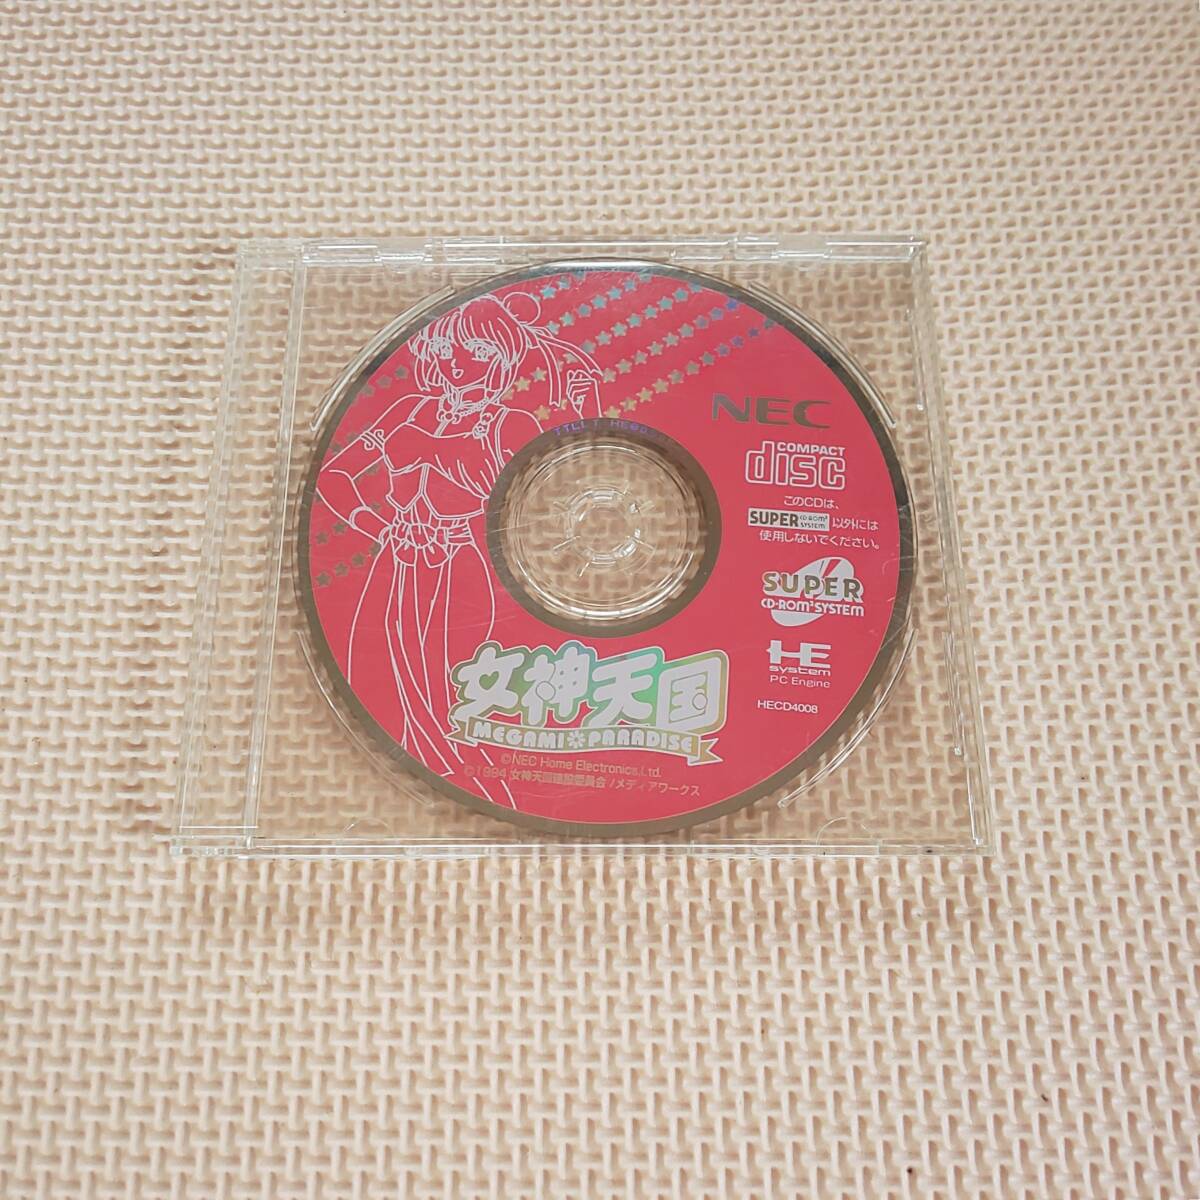 NEC
COMPACT
disc
このCDは、
SUPER CD-ROM² SYSTEM 以外には
使用しないでください。
SUPER
CD-ROM² SYSTEM
HE
system
PC Engine
HECD4008
女神天国
MEGAMI PARADISE
©NEC Home Electronics,Ltd.
©1994 女神天国建設委員会/メディアワークス